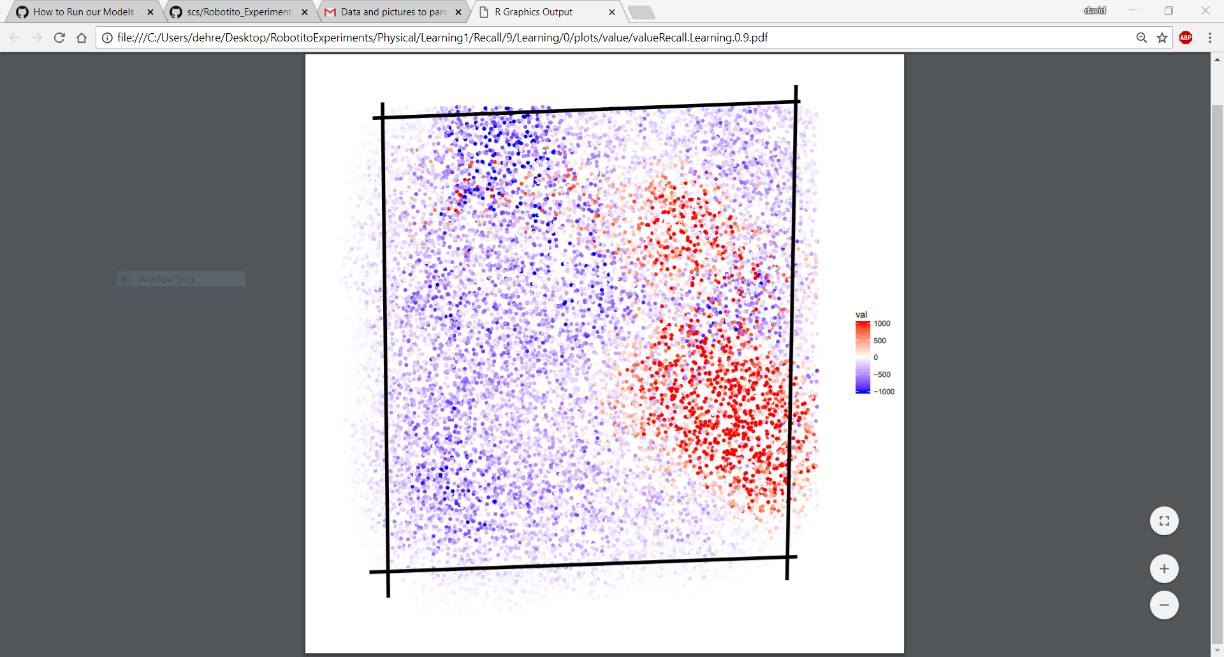 How to Run our Models
scs/Robotito_Experiment
Data and pictures to pars
R Graphics Output
david
file:///C:/Users/dehre/Desktop/RobotitoExperiments/Physical/Learning1/Recall/9/Learning/0/plots/value/valueRecall.Learning.0.9.pdf
ABP
Window Snip
val
1000
500
0
−500
−1000